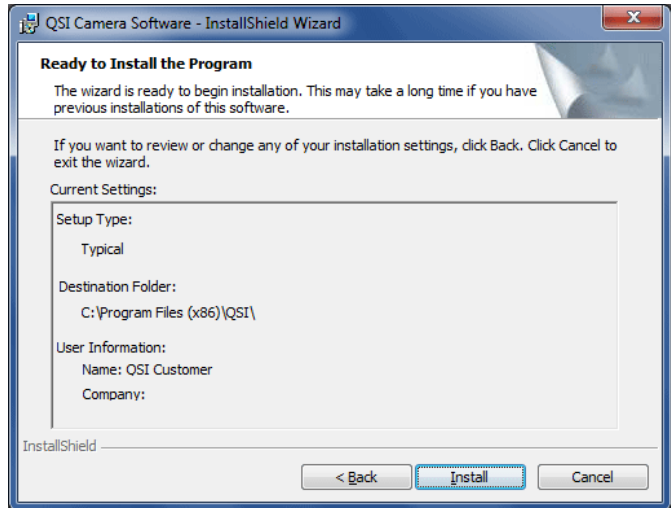 QSI Camera Software - InstallShield Wizard
Ready to Install the Program
The wizard is ready to begin installation. This may take a long time if you have
previous installations of this software.
If you want to review or change any of your installation settings, click Back. Click Cancel to
exit the wizard.
Current Settings:
Setup Type:
Typical
Destination Folder:
C:\Program Files (x86)\QSI\
User Information:
Name: QSI Customer
Company:
InstallShield
< Back Install Cancel